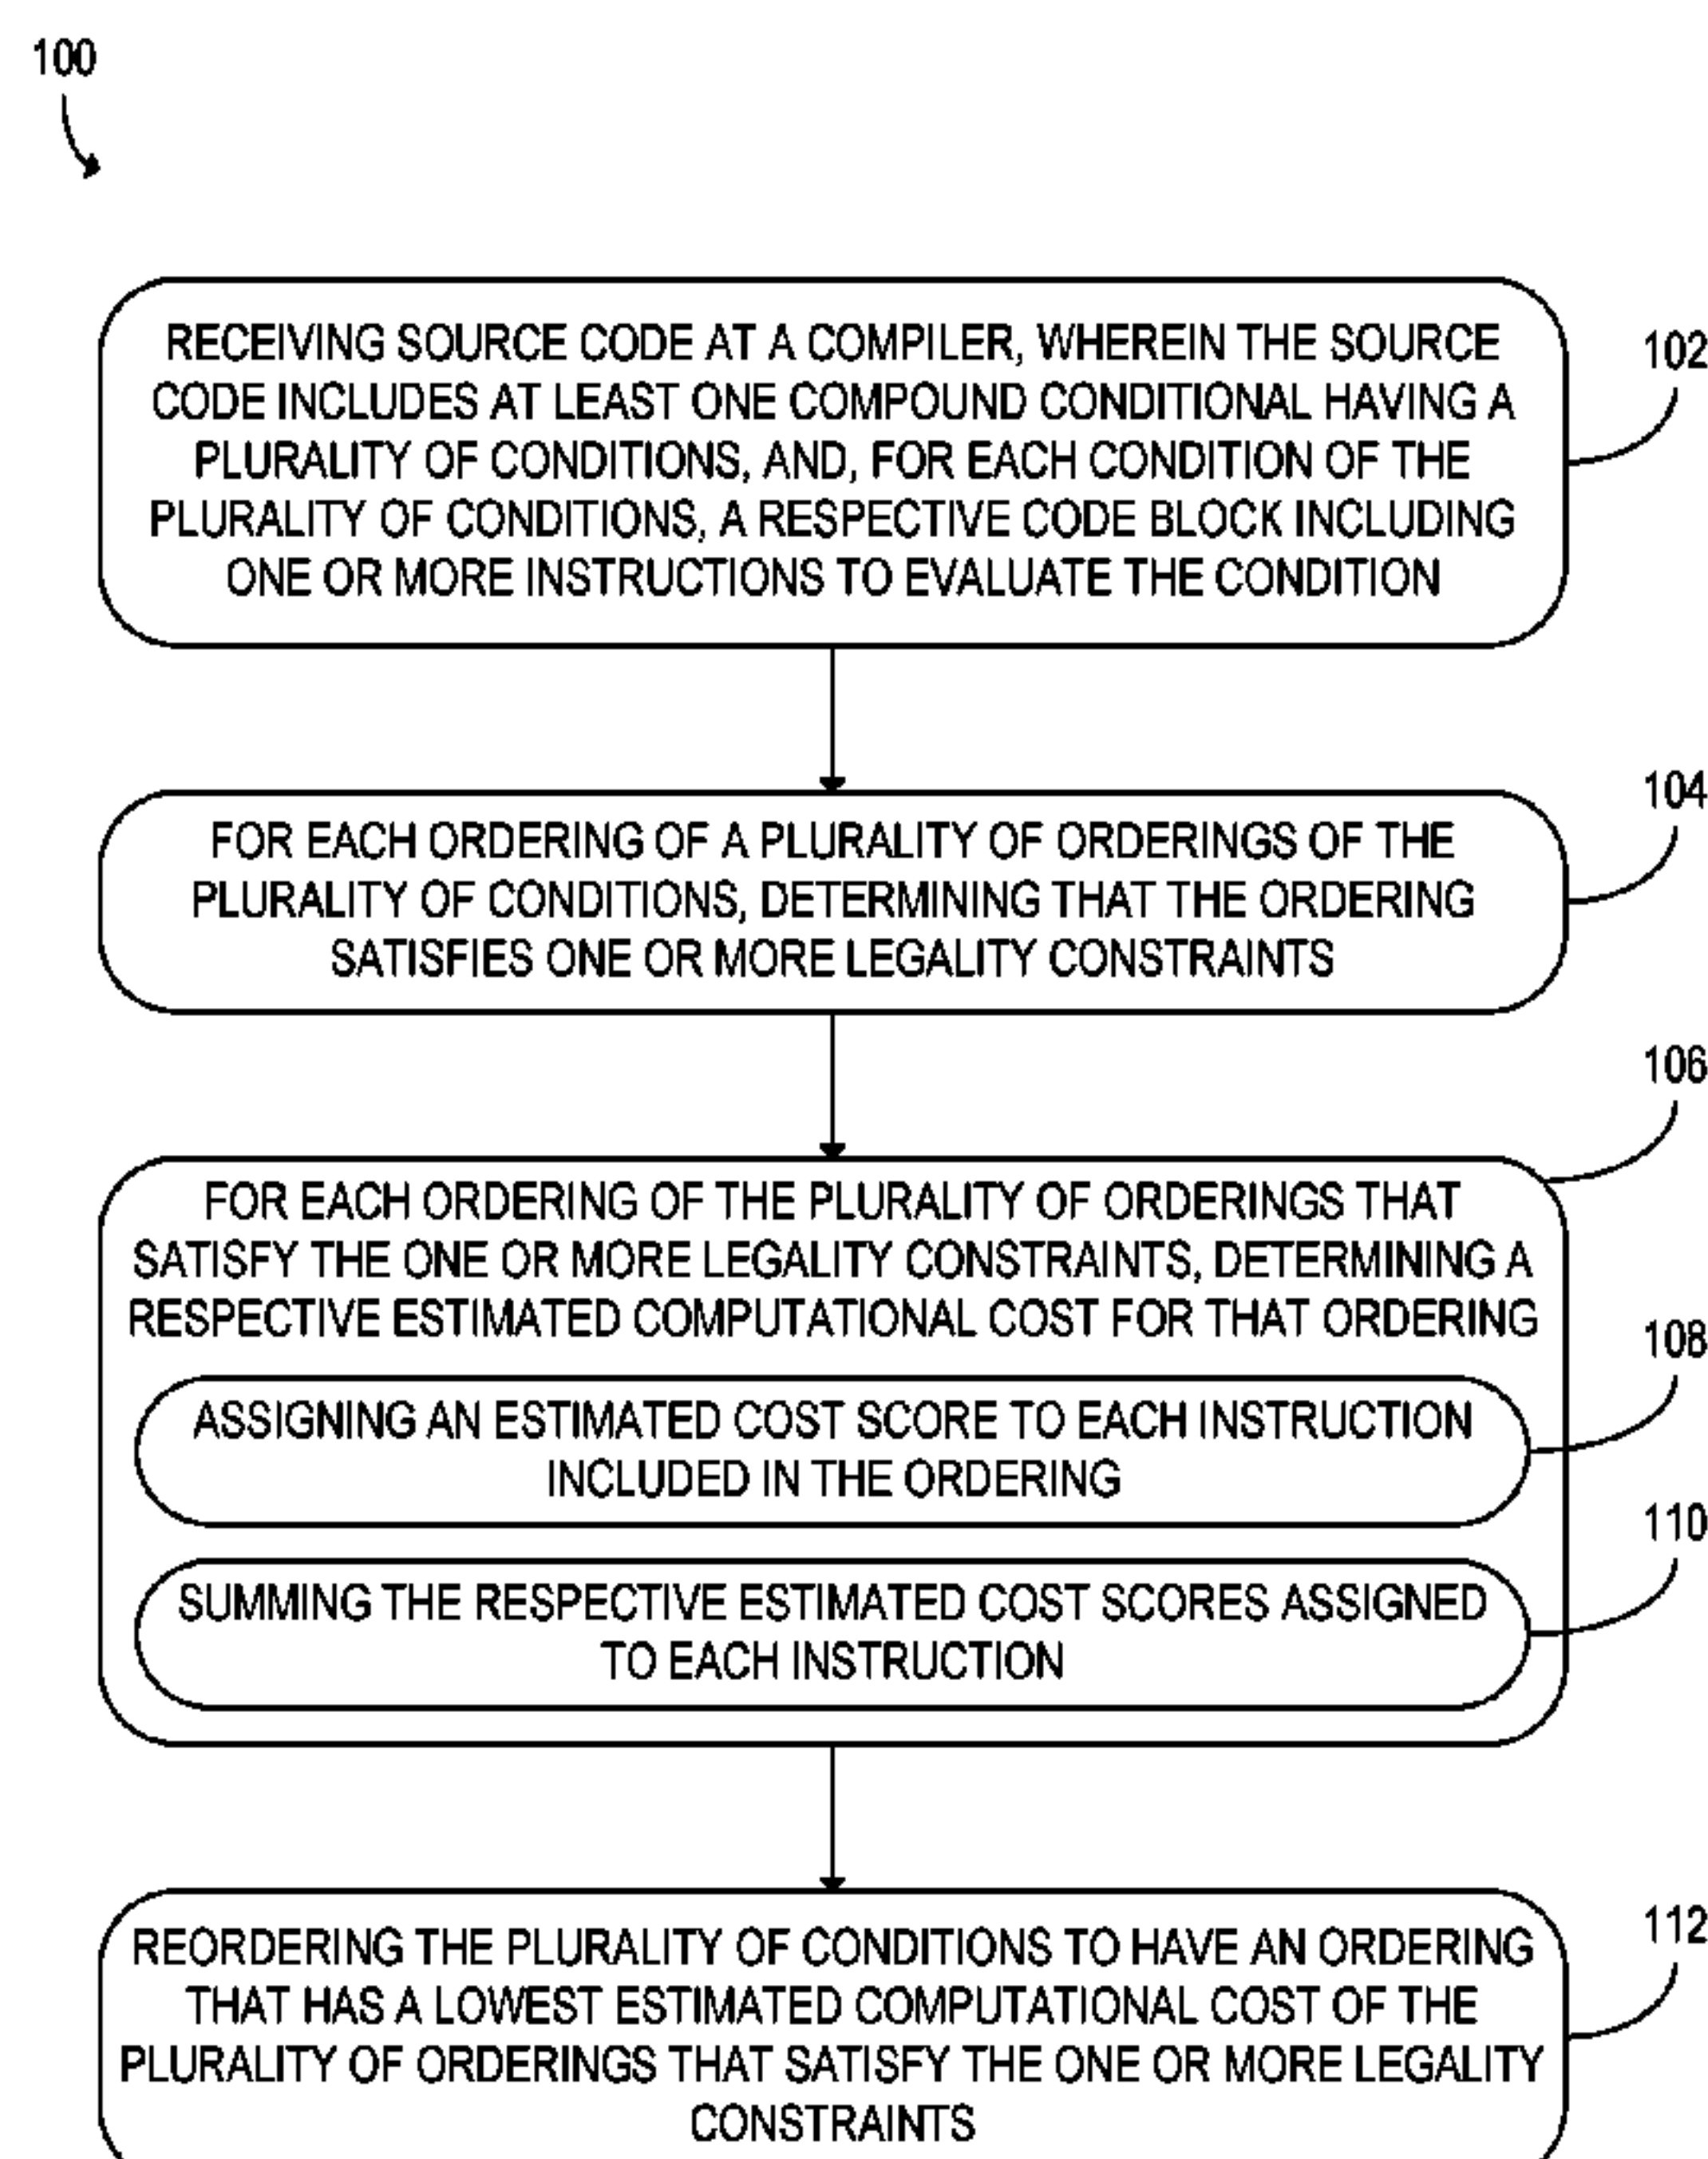 100
RECEIVING SOURCE CODE AT A COMPILER, WHEREIN THE SOURCE
CODE INCLUDES AT LEAST ONE COMPOUND CONDITIONAL HAVING A
PLURALITY OF CONDITIONS, AND, FOR EACH CONDITION OF THE
PLURALITY OF CONDITIONS, A RESPECTIVE CODE BLOCK INCLUDING
ONE OR MORE INSTRUCTIONS TO EVALUATE THE CONDITION
102
FOR EACH ORDERING OF A PLURALITY OF ORDERINGS OF THE
PLURALITY OF CONDITIONS, DETERMINING THAT THE ORDERING
SATISFIES ONE OR MORE LEGALITY CONSTRAINTS
104
FOR EACH ORDERING OF THE PLURALITY OF ORDERINGS THAT
SATISFY THE ONE OR MORE LEGALITY CONSTRAINTS, DETERMINING A
RESPECTIVE ESTIMATED COMPUTATIONAL COST FOR THAT ORDERING
106
ASSIGNING AN ESTIMATED COST SCORE TO EACH INSTRUCTION
INCLUDED IN THE ORDERING
108
SUMMING THE RESPECTIVE ESTIMATED COST SCORES ASSIGNED
TO EACH INSTRUCTION
110
REORDERING THE PLURALITY OF CONDITIONS TO HAVE AN ORDERING
THAT HAS A LOWEST ESTIMATED COMPUTATIONAL COST OF THE
PLURALITY OF ORDERINGS THAT SATISFY THE ONE OR MORE LEGALITY
CONSTRAINTS
112